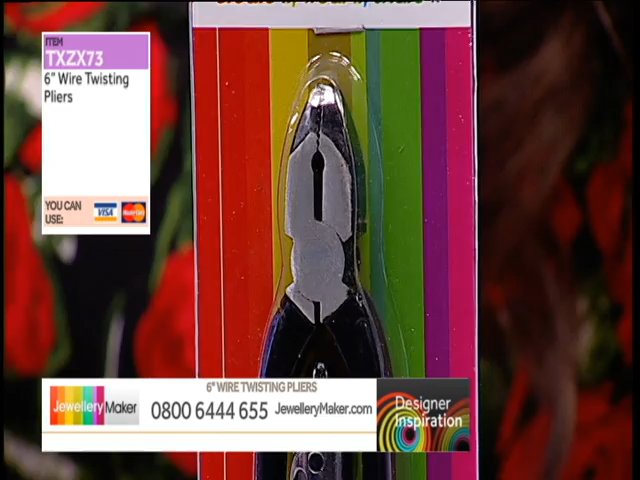 ITEM
TXZX73
6" Wire Twisting
Pliers
YOU CAN
USE:
VISA
MasterCard
6" WIRE TWISTING PLIERS
JewelleryMaker
0800 6444 655 JewelleryMaker.com
Designer
Inspiration